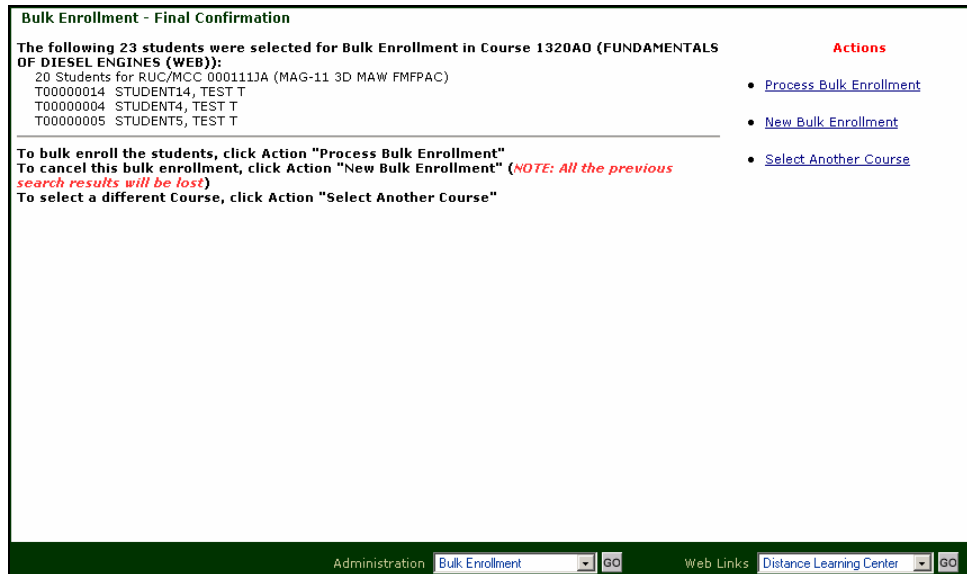 Bulk Enrollment - Final Confirmation
The following 23 students were selected for Bulk Enrollment in Course 1320A0 (FUNDAMENTALS
OF DIESEL ENGINES (WEB)):
20 Students for RUC/MCC 000111JA (MAG-11 3D MAW FMFPAC)
T00000014 STUDENT14, TEST T
T00000004 STUDENT4, TEST T
T00000005 STUDENT5, TEST T
To bulk enroll the students, click Action "Process Bulk Enrollment"
To cancel this bulk enrollment, click Action "New Bulk Enrollment" (NOTE: All the previous
search results will be lost)
To select a different Course, click Action "Select Another Course"
Actions
Process Bulk Enrollment
New Bulk Enrollment
Select Another Course
Administration Bulk Enrollment GO Web Links Distance Learning Center GO